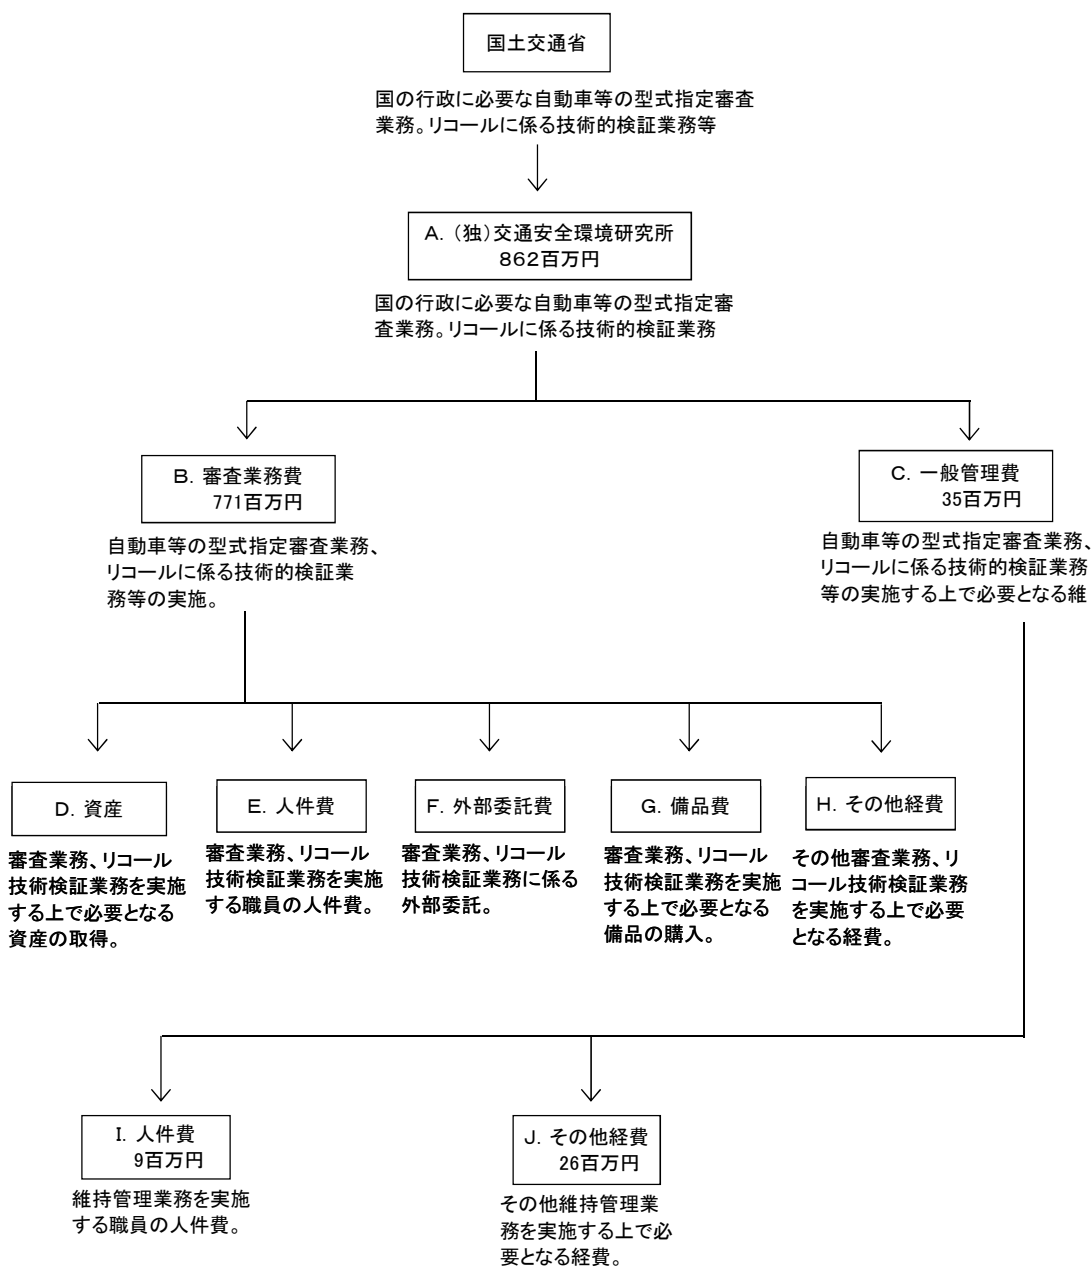 国土交通省
国の行政に必要な自動車等の型式指定審査
業務。リコールに係る技術的検証業務等
A. (独)交通安全環境研究所
862百万円
国の行政に必要な自動車等の型式指定審
査業務。リコールに係る技術的検証業務
B. 審査業務費
771百万円
自動車等の型式指定審査業務、
リコールに係る技術的検証業
務等の実施。
C. 一般管理費
35百万円
自動車等の型式指定審査業務、
リコールに係る技術的検証業務
等の実施する上で必要となる維
D. 資産
審査業務、リコール
技術検証業務を実施
する上で必要となる
資産の取得。
E. 人件費
審査業務、リコール
技術検証業務を実施
する職員の人件費。
F. 外部委託費
審査業務、リコール
技術検証業務に係る
外部委託。
G. 備品費
審査業務、リコール
技術検証業務を実施
する上で必要となる
備品の購入。
H. その他経費
その他審査業務、リ
コール技術検証業務
を実施する上で必要
となる経費。
I. 人件費
9百万円
維持管理業務を実施
する職員の人件費。
J. その他経費
26百万円
その他維持管理業
務を実施する上で必
要となる経費。